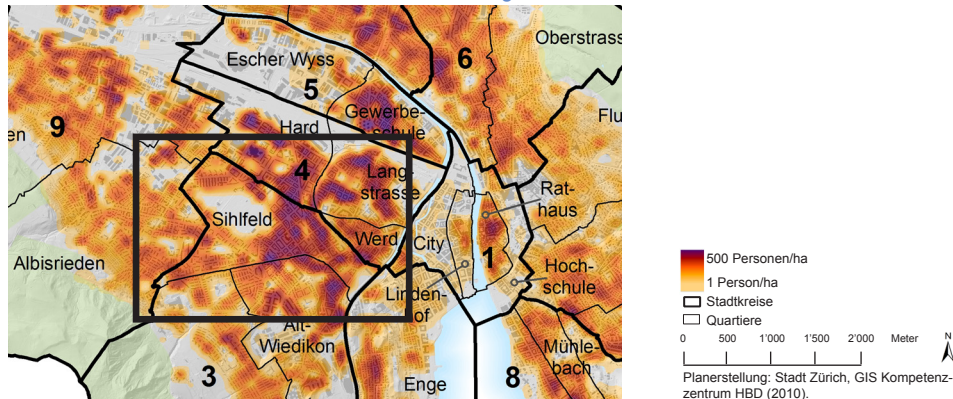 Oberstrass
Escher Wyss
6
5
Gewerbe-
schule
Flu
9
en
Hard
4
Lang-
strasse
Rat-
haus
Sihlfeld
Werd
City
1
Albisrieden
Hoch-
schule
Linden-
hof
Alt-
Wiedikon
Mühle-
bach
3
Enge
8
500 Personen/ha
1 Person/ha
Stadtkreise
Quartiere
0 500 1'000 1'500 2'000 Meter
N
Planerstellung: Stadt Zürich, GIS Kompetenz-
zentrum HBD (2010).